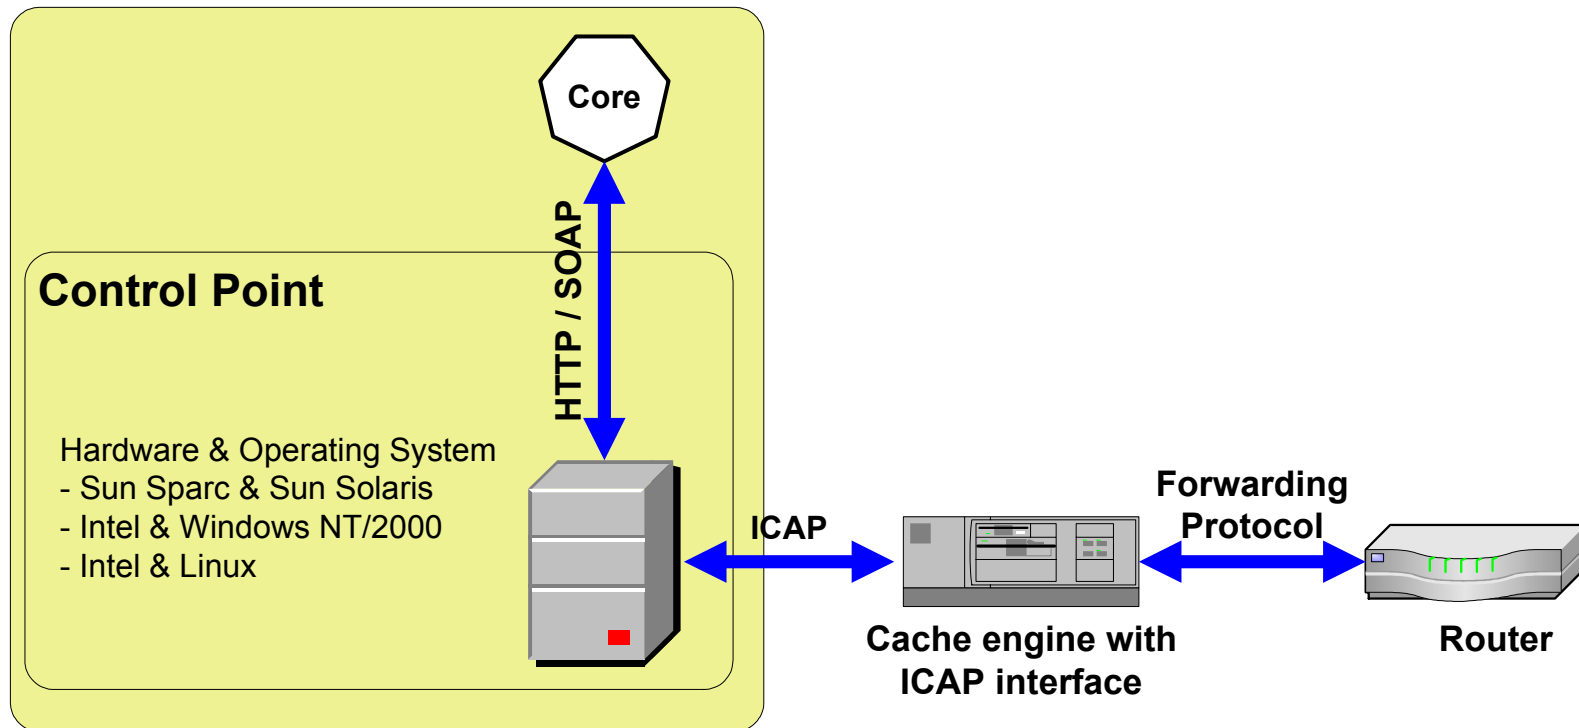 Core
HTTP / SOAP
Control Point
Hardware & Operating System
- Sun Sparc & Sun Solaris
- Intel & Windows NT/2000
- Intel & Linux
ICAP
Forwarding
Protocol
Cache engine with
ICAP interface
Router